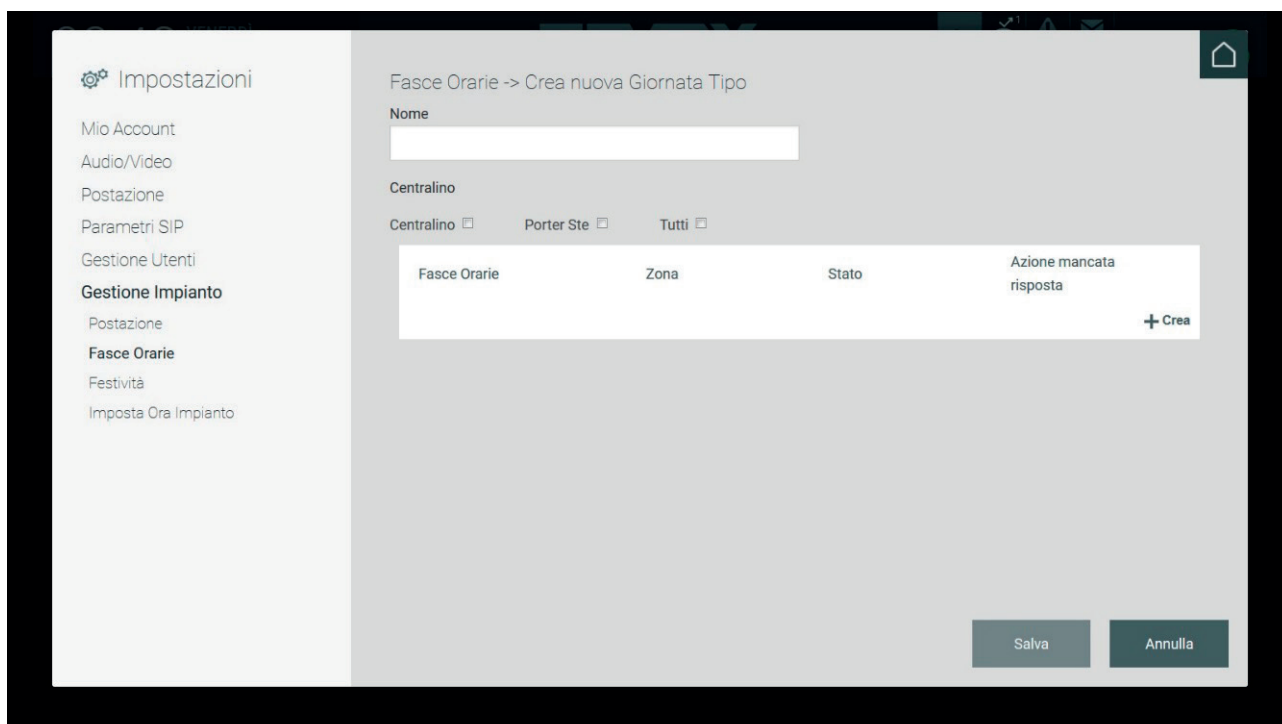 Impostazioni
Mio Account
Audio/Video
Postazione
Parametri SIP
Gestione Utenti
Gestione Impianto
Postazione
Fasce Orarie
Festività
Imposta Ora Impianto
Fasce Orarie -> Crea nuova Giornata Tipo
Nome
Centralino
Centralino Porter Ste Tutti
Fasce Orarie Zona Stato Azione mancata
risposta
Crea
Salva Annulla